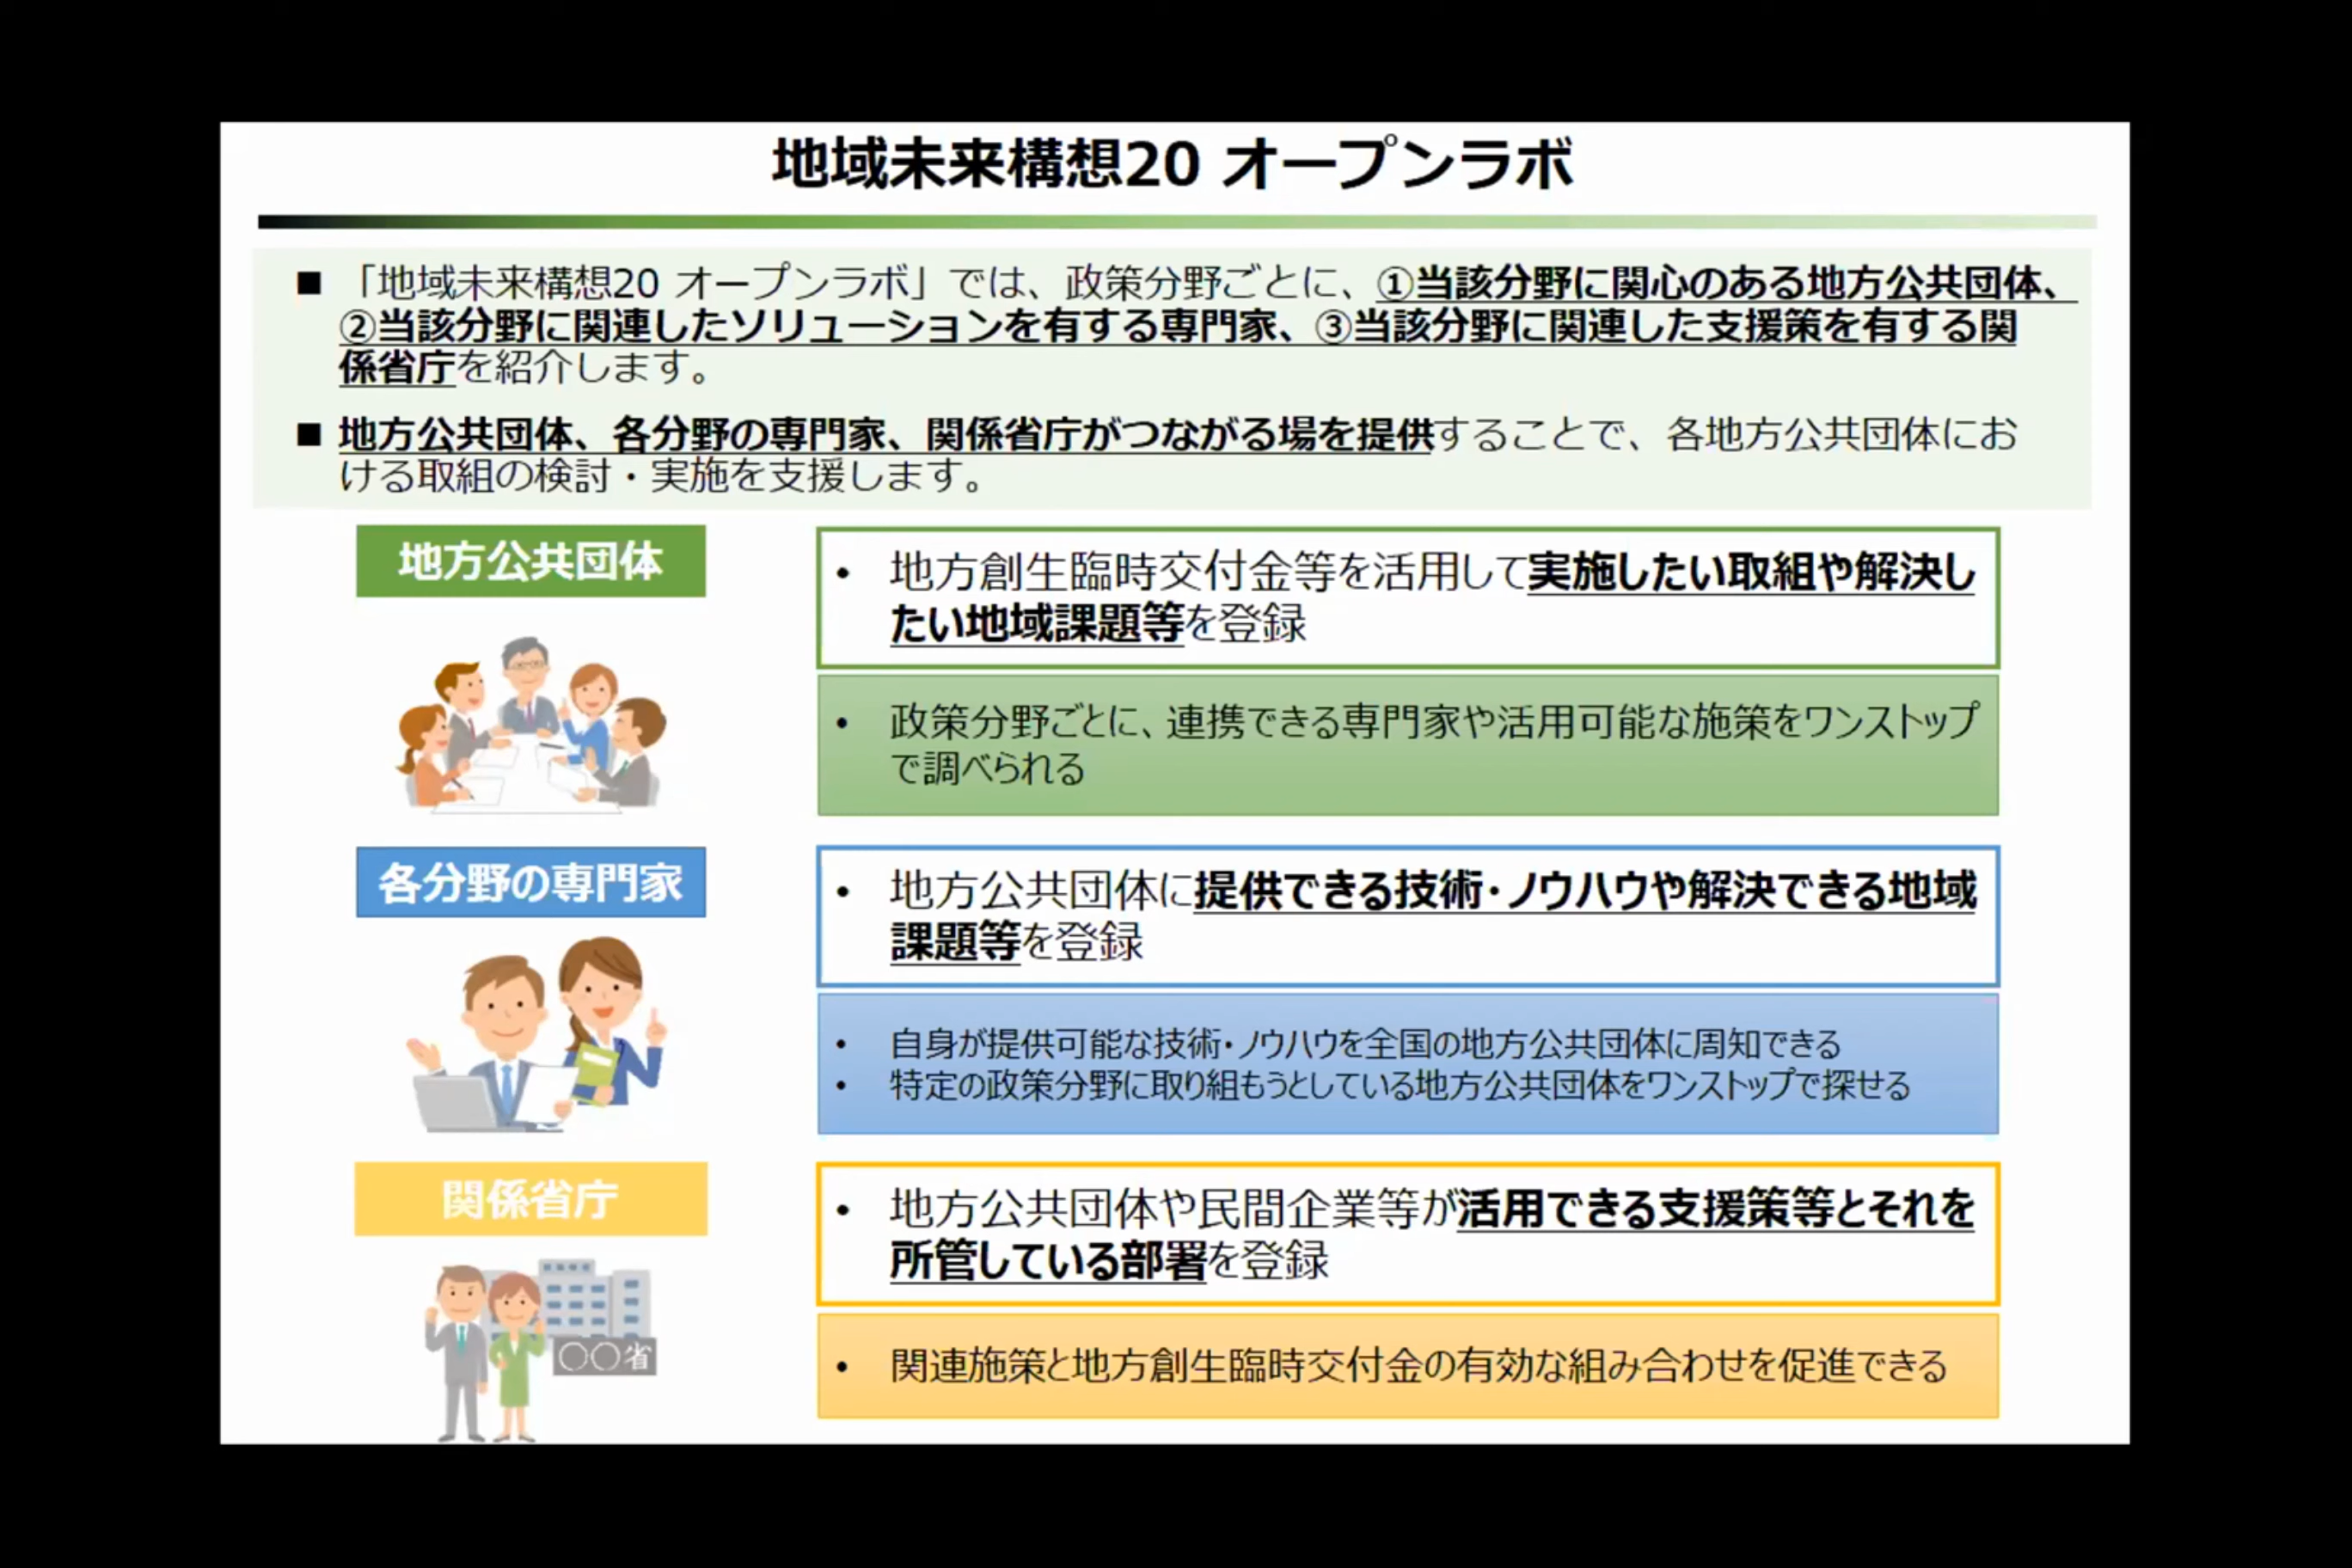 地域未来構想20 オープンラボ
■ 「地域未来構想20 オープンラボ」では、政策分野ごとに、①当該分野に関心のある地方公共団体、
②当該分野に関連したソリューションを有する専門家、③当該分野に関連した支援策を有する関
係省庁を紹介します。
■ 地方公共団体、各分野の専門家、関係省庁がつながる場を提供することで、各地方公共団体にお
ける取組の検討・実施を支援します。
地方公共団体
• 地方創生臨時交付金等を活用して実施したい取組や解決し
たい地域課題等を登録
• 政策分野ごとに、連携できる専門家や活用可能な施策をワンストップ
で調べられる
各分野の専門家
• 地方公共団体に提供できる技術・ノウハウや解決できる地域
課題等を登録
• 自身が提供可能な技術・ノウハウを全国の地方公共団体に周知できる
• 特定の政策分野に取り組もうとしている地方公共団体をワンストップで探せる
関係省庁
〇〇省
• 地方公共団体や民間企業等が活用できる支援策等とそれを
所管している部署を登録
• 関連施策と地方創生臨時交付金の有効な組み合わせを促進できる